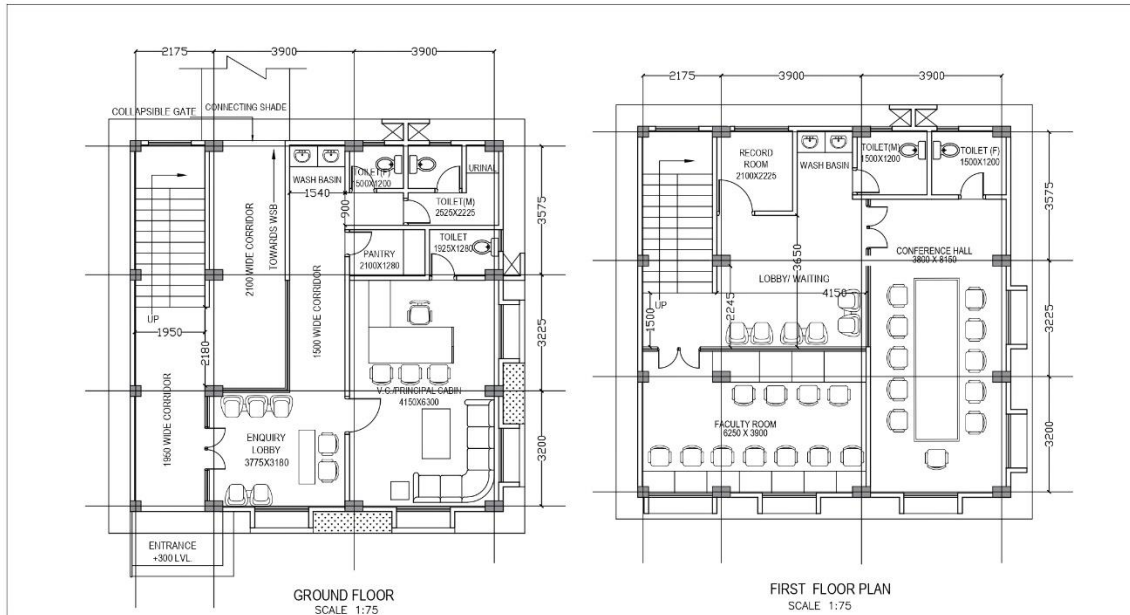 2175
3900
3900
COLLAPSIBLE GATE
CONNECTING SHADE
WASH BASIN
1540
TOILET(F)
1500X1200
URINAL
900
TOILET(M)
2525X2225
2100 WIDE CORRIDOR
TOWARDS WSB
PANTRY
2100X1280
TOILET
1925X1280
3575
1500 WIDE CORRIDOR
UP
1950
2180
3225
V.C./PRINCIPAL CABIN
4150X6300
1950 WIDE CORRIDOR
ENQUIRY
LOBBY
3775X3180
3200
ENTRANCE
+300 LVL.
GROUND FLOOR
SCALE 1:75
2175
3900
3900
RECORD
ROOM
2100X2225
WASH BASIN
TOILET(M)
1500X1200
TOILET (F)
1500X1200
3575
CONFERENCE HALL
3800 X 8150
LOBBY/ WAITING
3650
4150
UP
1500
2245
3225
FACULTY ROOM
6250 X 3900
3200
FIRST FLOOR PLAN
SCALE 1:75